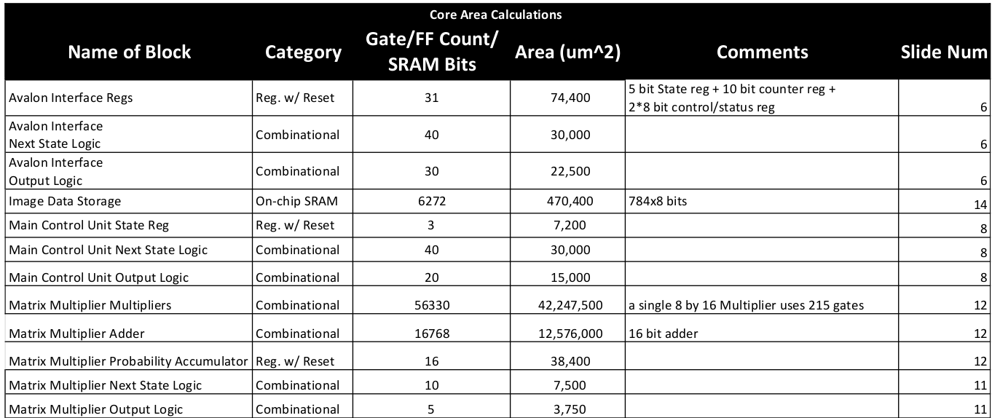 Core Area Calculations
Name of Block Category Gate/FF Count/ SRAM Bits Area (um^2) Comments Slide Num
Avalon Interface Regs Reg. w/ Reset 31 74,400 5 bit State reg + 10 bit counter reg + 2*8 bit control/status reg 6
Avalon Interface Next State Logic Combinational 40 30,000 6
Avalon Interface Output Logic Combinational 30 22,500 6
Image Data Storage On-chip SRAM 6272 470,400 784x8 bits 14
Main Control Unit State Reg Reg. w/ Reset 3 7,200 8
Main Control Unit Next State Logic Combinational 40 30,000 8
Main Control Unit Output Logic Combinational 20 15,000 8
Matrix Multiplier Multipliers Combinational 56330 42,247,500 a single 8 by 16 Multiplier uses 215 gates 12
Matrix Multiplier Adder Combinational 16768 12,576,000 16 bit adder 12
Matrix Multiplier Probability Accumulator Reg. w/ Reset 16 38,400 12
Matrix Multiplier Next State Logic Combinational 10 7,500 11
Matrix Multiplier Output Logic Combinational 5 3,750 11